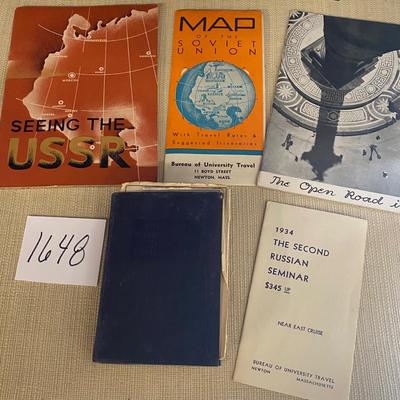 SEEING THE
USSR
MOSCOW
MAP
OF THE
SOVIET
UNION
With Travel Rates &
Suggested Itineraries
Bureau of University Travel
11 BOYD STREET
NEWTON, MASS.
The Open Road i
1648
1934
THE SECOND
RUSSIAN
SEMINAR
$345 UP
NEAR EAST CRUISE
BUREAU OF UNIVERSITY TRAVEL
NEWTON MASSACHUSETTS